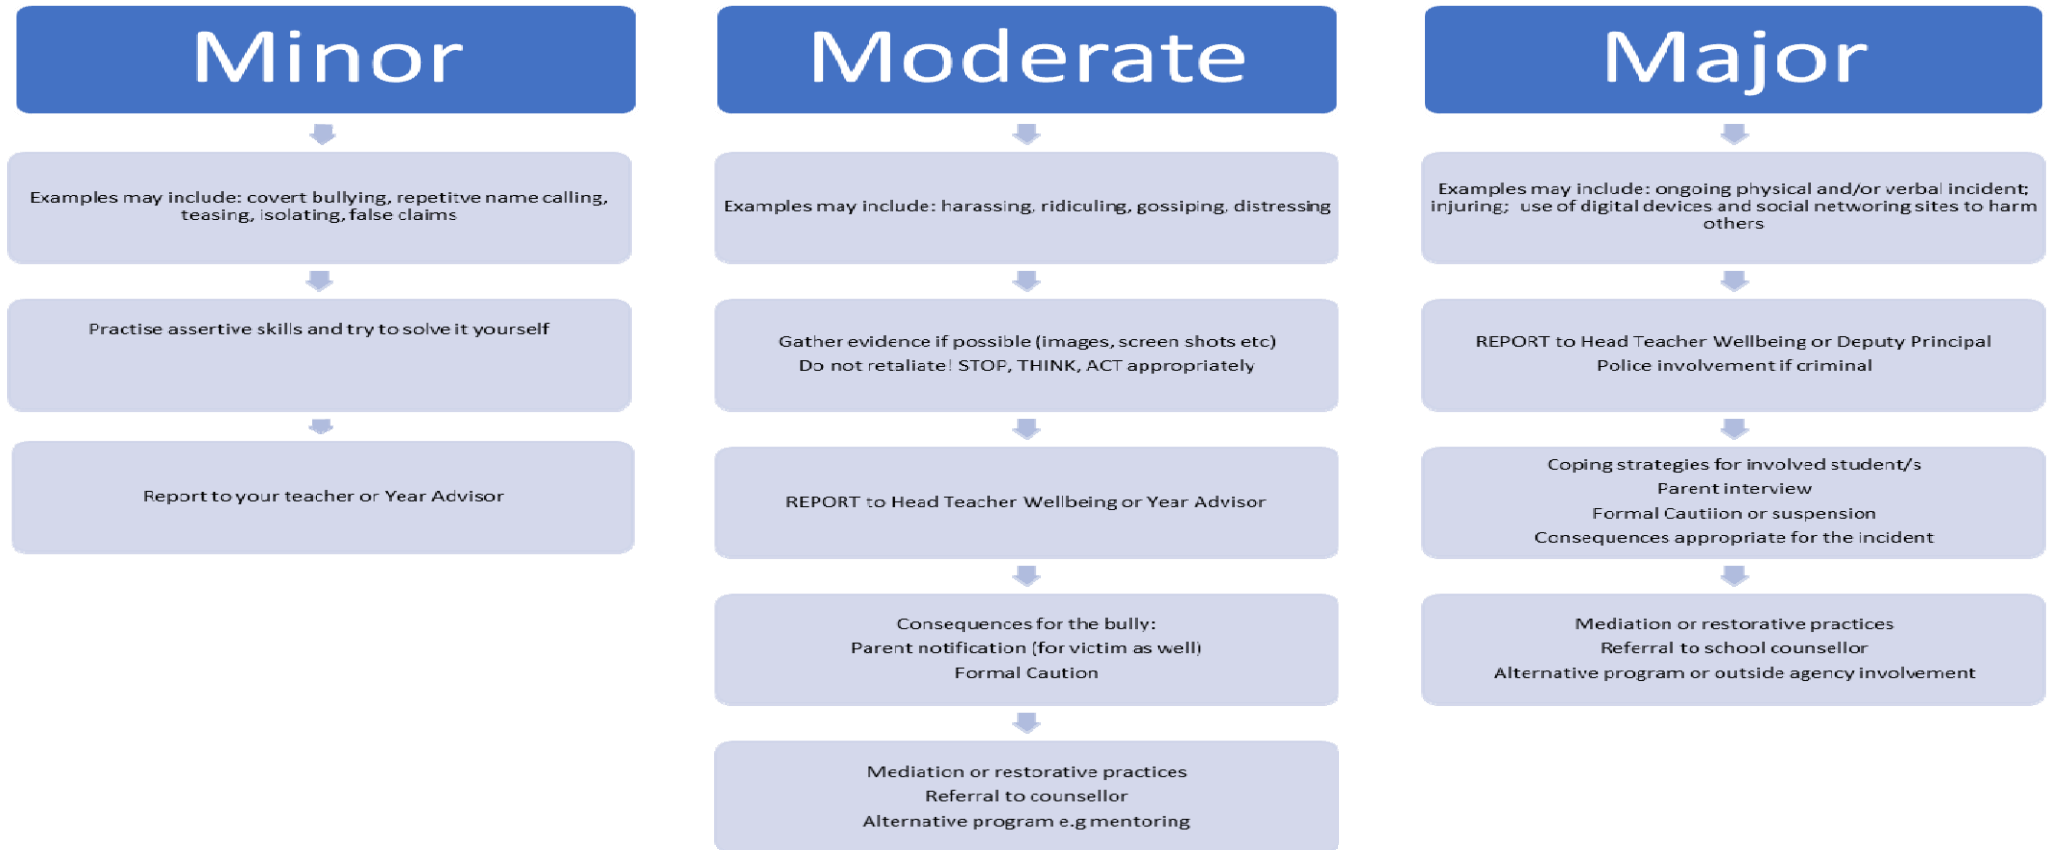 Minor
Examples may include: covert bullying, repetitve name calling,
teasing, isolating, false claims
Practise assertive skills and try to solve it yourself
Report to your teacher or Year Advisor
Moderate
Examples may include: harassing, ridiculing, gossiping, distressing
Gather evidence if possible (images, screen shots etc)
Do not retaliate! STOP, THINK, ACT appropriately
REPORT to Head Teacher Wellbeing or Year Advisor
Consequences for the bully:
Parent notification (for victim as well)
Formal Caution
Mediation or restorative practices
Referral to counsellor
Alternative program e.g mentoring
Major
Examples may include: ongoing physical and/or verbal incident;
injuring; use of digital devices and social networing sites to harm
others
REPORT to Head Teacher Wellbeing or Deputy Principal
Police involvement if criminal
Coping strategies for involved student/s
Parent interview
Formal Cautiion or suspension
Consequences appropriate for the incident
Mediation or restorative practices
Referral to school counsellor
Alternative program or outside agency involvement